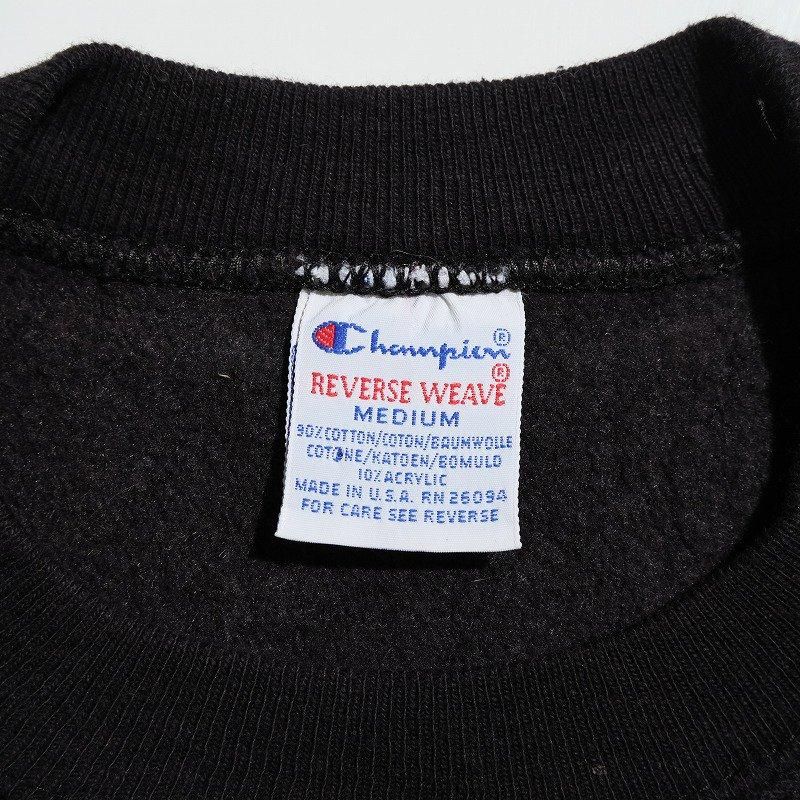 Champion®
REVERSE WEAVE®
MEDIUM
90% COTTON/COTON/BAUMWOLLE
COTONE/KATOEN/BOMULD
10% ACRYLIC
MADE IN U.S.A. RN 26094
FOR CARE SEE REVERSE